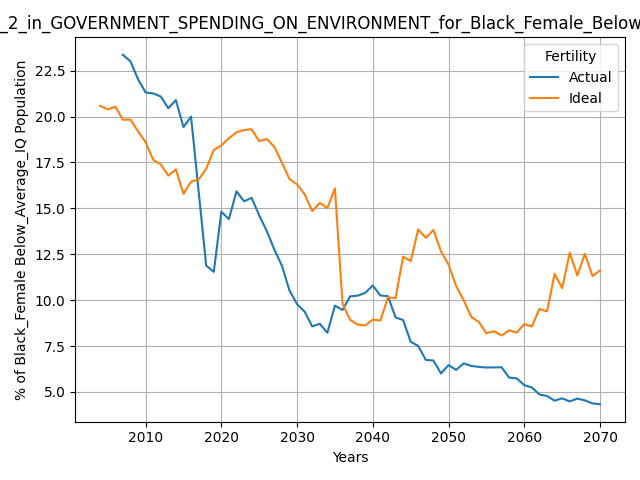 _2_in_GOVERNMENT_SPENDING_ON_ENVIRONMENT_for_Black_Female_Below
Fertility
Actual
Ideal
% of Black_Female Below_Average_IQ Population
22.5
20.0
17.5
15.0
12.5
10.0
7.5
5.0
2010 2020 2030 2040 2050 2060 2070
Years